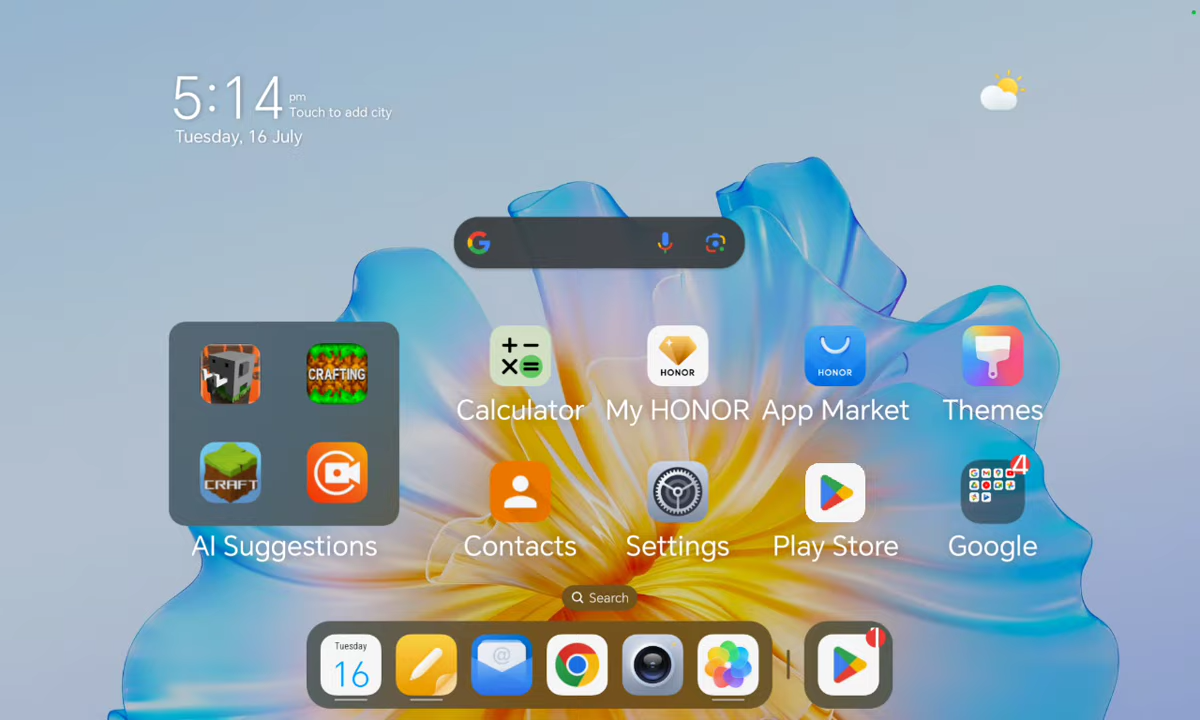 5:14 pm
Touch to add city
Tuesday, 16 July
CRAFTING
CRAFT
AI Suggestions
HONOR
HONOR
Calculator
My HONOR
App Market
Themes
4
Contacts
Settings
Play Store
Google
Search
Tuesday
16
@
1